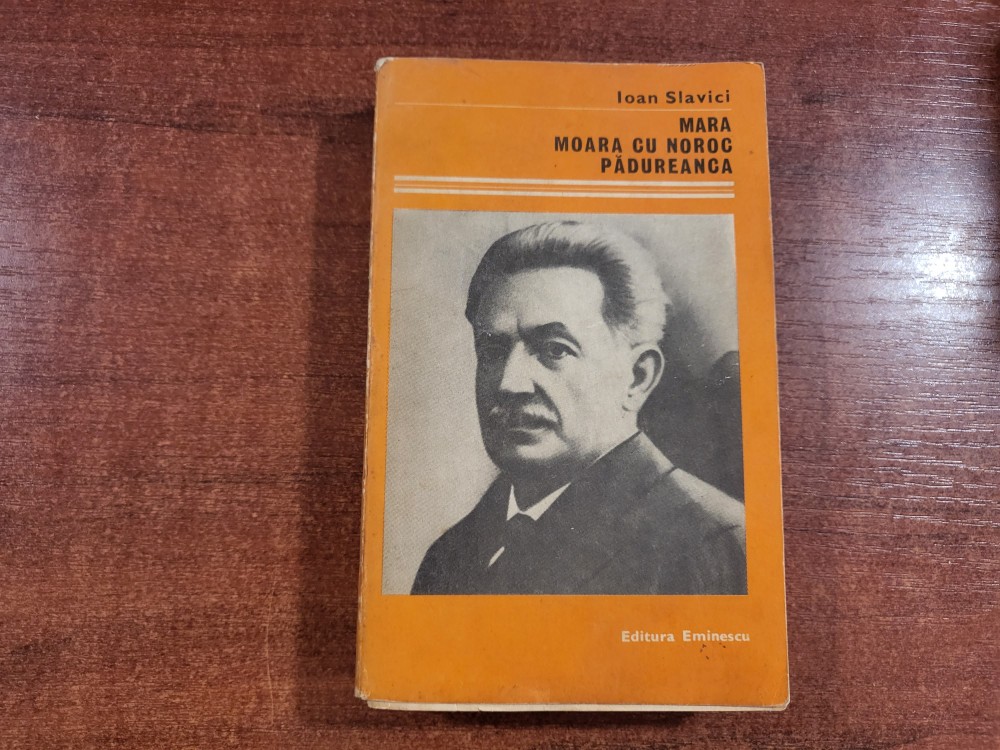 Ioan Slavici
MARA
MOARA CU NOROC
PĂDUREANCA
Editura Eminescu